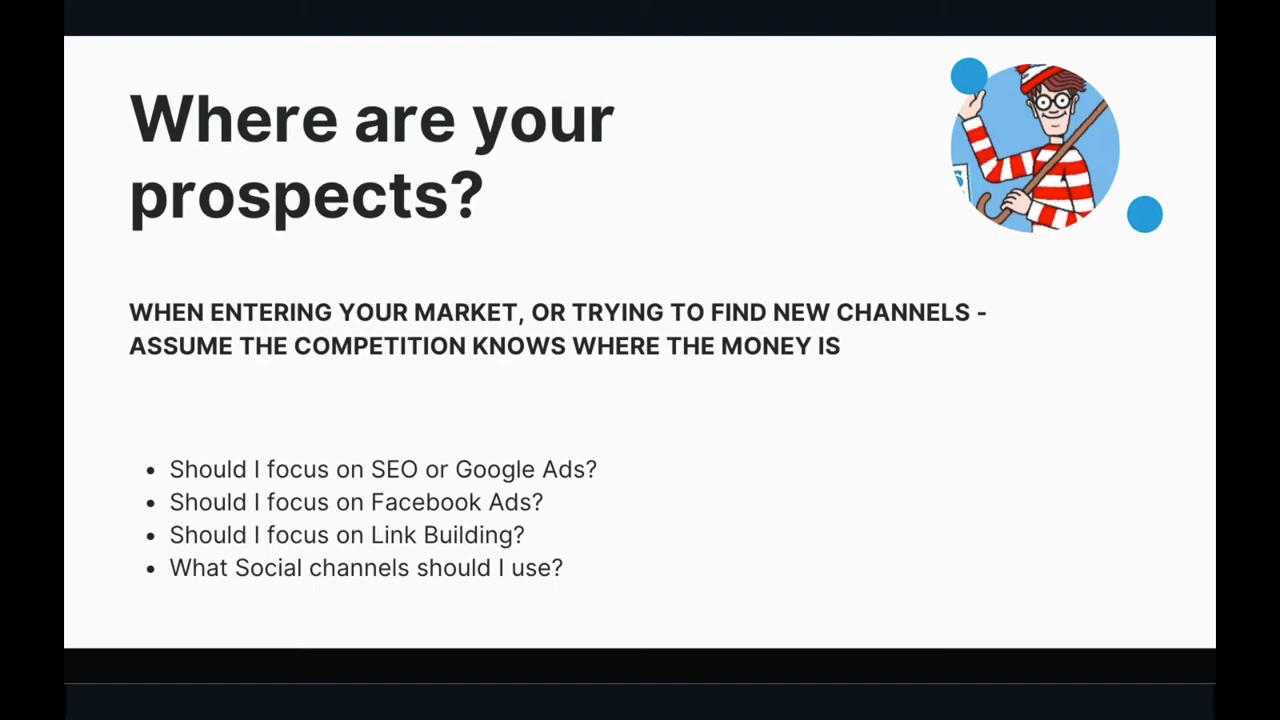 Where are your
prospects?
WHEN ENTERING YOUR MARKET, OR TRYING TO FIND NEW CHANNELS -
ASSUME THE COMPETITION KNOWS WHERE THE MONEY IS
• Should I focus on SEO or Google Ads?
• Should I focus on Facebook Ads?
• Should I focus on Link Building?
• What Social channels should I use?